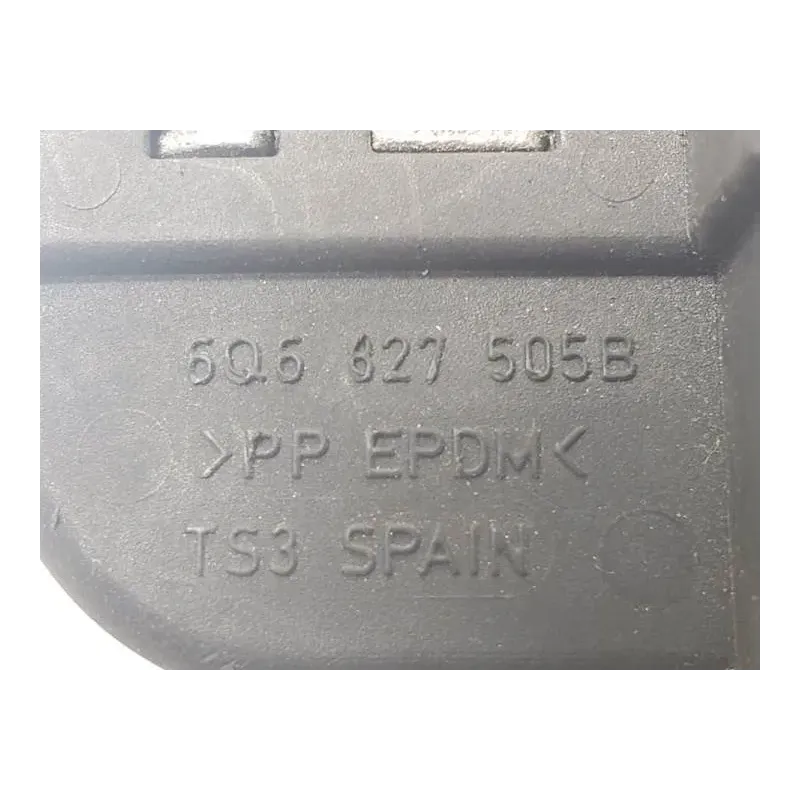 6Q6 827 505B
>PP EPDM<
TS3 SPAIN